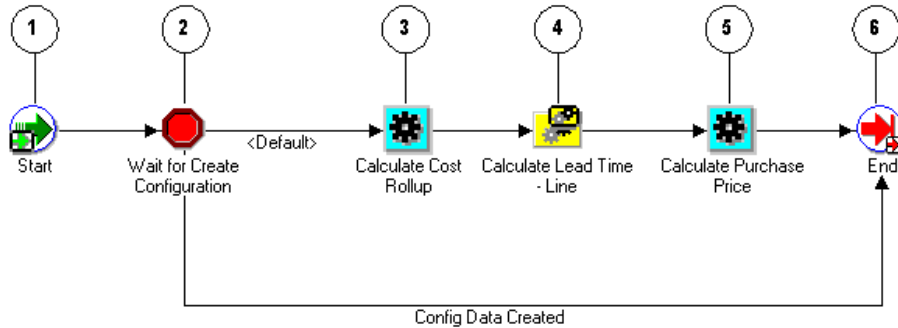 1
2
3
4
5
6
<Default>
Start
Wait for Create
Configuration
Calculate Cost
Rollup
Calculate Lead Time
- Line
Calculate Purchase
Price
End
Config Data Created